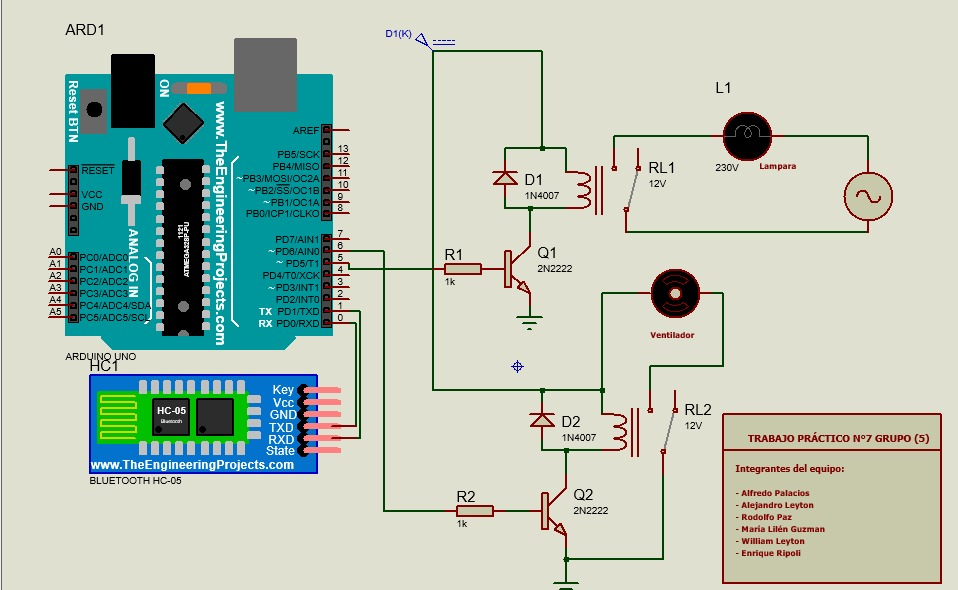 ARD1
D1(K)
Reset BTN
ON
www.TheEngineeringProjects.com
1121
ATMEGA328P-PU
ANALOG IN
RESET
VCC
GND
A0 PC0/ADC0
A1 PC1/ADC1
A2 PC2/ADC2
A3 PC3/ADC3
A4 PC4/ADC4/SDA
A5 PC5/ADC5/SCL
AREF
PB5/SCK 13
PB4/MISO 12
~PB3/MOSI/OC2A 11
~PB2/SS/OC1B 10
~PB1/OC1A 9
PB0/ICP1/CLKO 8
PD7/AIN1 7
~PD6/AIN0 6
~PD5/T1 5
PD4/T0/XCK 4
~PD3/INT1 3
PD2/INT0 2
TX PD1/TXD 1
RX PD0/RXD 0
ARDUINO UNO
HC1
HC-05
Bluetooth
Key
Vcc
GND
TXD
RXD
State
www.TheEngineeringProjects.com
BLUETOOTH HC-05
D1
1N4007
RL1
12V
L1
230V
Lampara
R1
1k
Q1
2N2222
Ventilador
D2
1N4007
RL2
12V
R2
1k
Q2
2N2222
TRABAJO PRÁCTICO Nº7 GRUPO (5)
Integrantes del equipo:
- Alfredo Palacios
- Alejandro Leyton
- Rodolfo Paz
- María Lilén Guzman
- William Leyton
- Enrique Ripoli